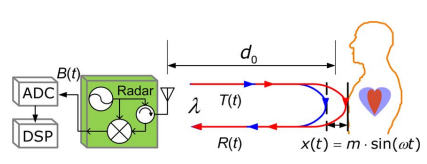 d₀
B(t)
Radar
ADC
λ
T(t)
DSP
R(t)
x(t) = m · sin(ωt)